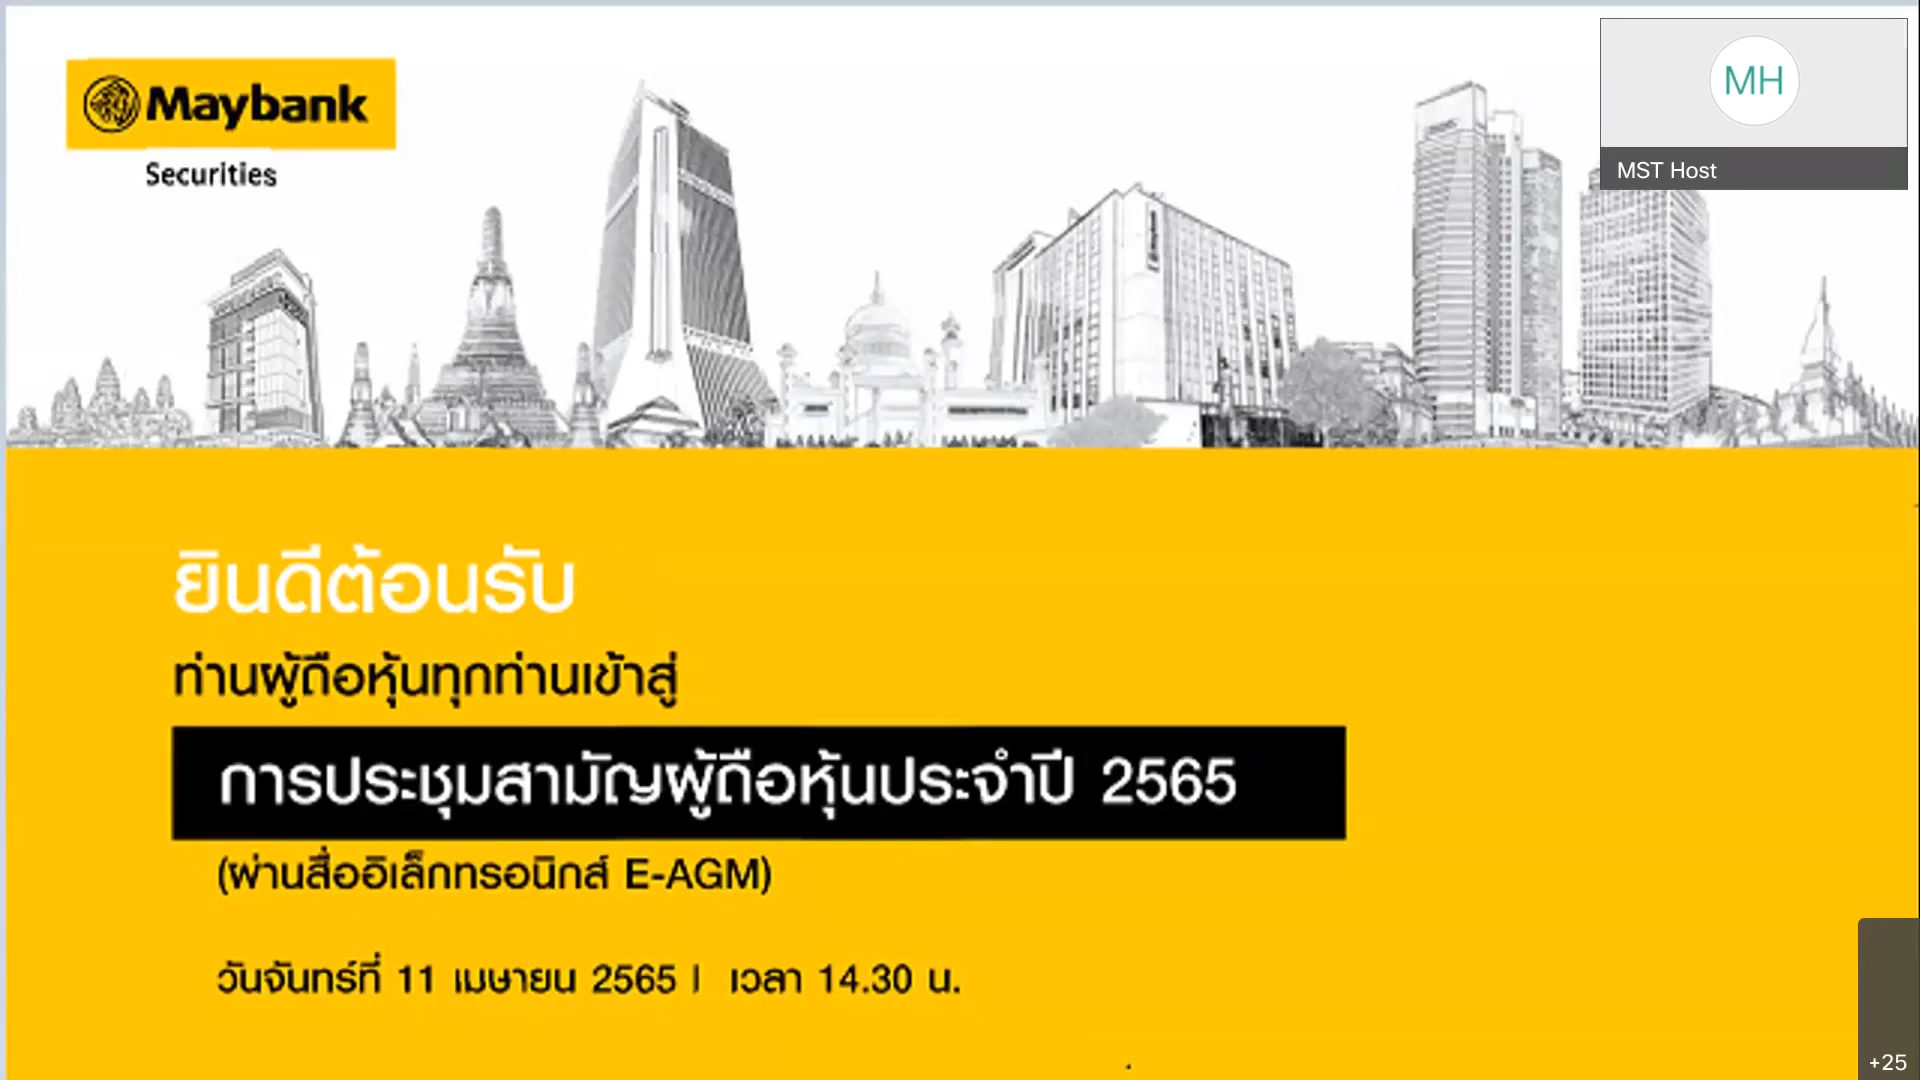 Maybank
Securities
MH
MST Host
ยินดีต้อนรับ
ท่านผู้ถือหุ้นทุกท่านเข้าสู่
การประชุมสามัญผู้ถือหุ้นประจำปี 2565
(ผ่านสื่ออิเล็กทรอนิกส์ E-AGM)
วันจันทร์ที่ 11 เมษายน 2565 | เวลา 14.30 น.
+25